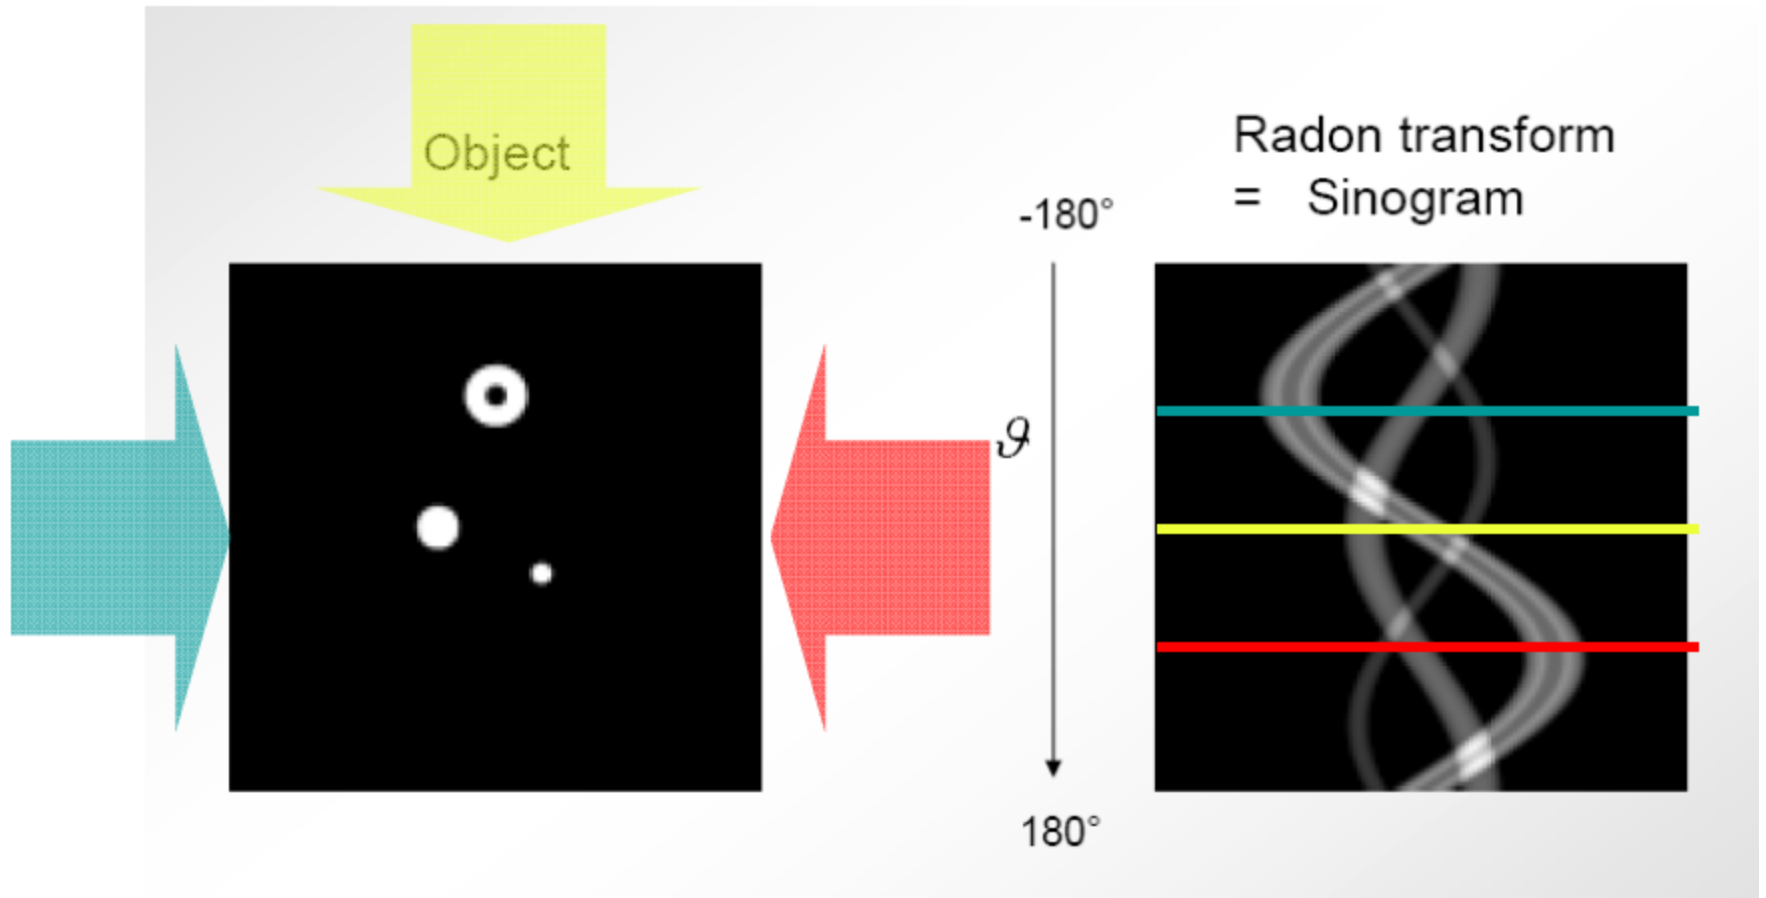 Object
Radon transform
= Sinogram
-180°
ϑ
180°